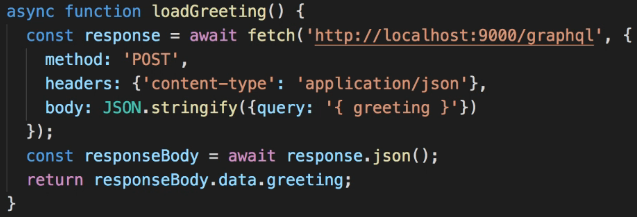 async function loadGreeting() {
  const response = await fetch('http://localhost:9000/graphql', {
    method: 'POST',
    headers: {'content-type': 'application/json'},
    body: JSON.stringify({query: '{ greeting }'})
  });
  const responseBody = await response.json();
  return responseBody.data.greeting;
}